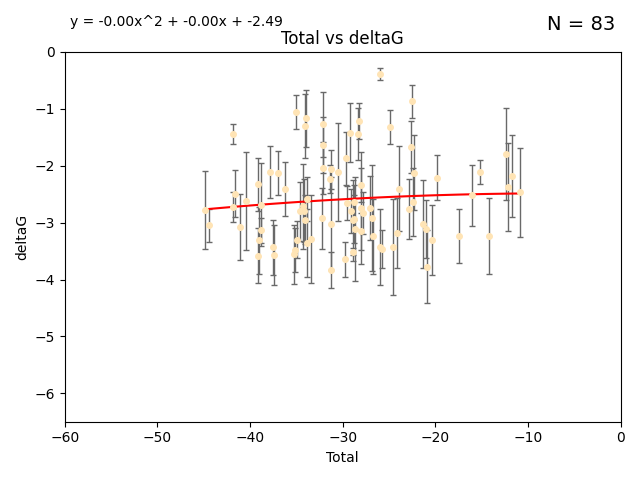 y = -0.00x^2 + -0.00x + -2.49
N = 83
Total vs deltaG
deltaG
0
−1
−2
−3
−4
−5
−6
−60
−50
−40
−30
−20
−10
0
Total